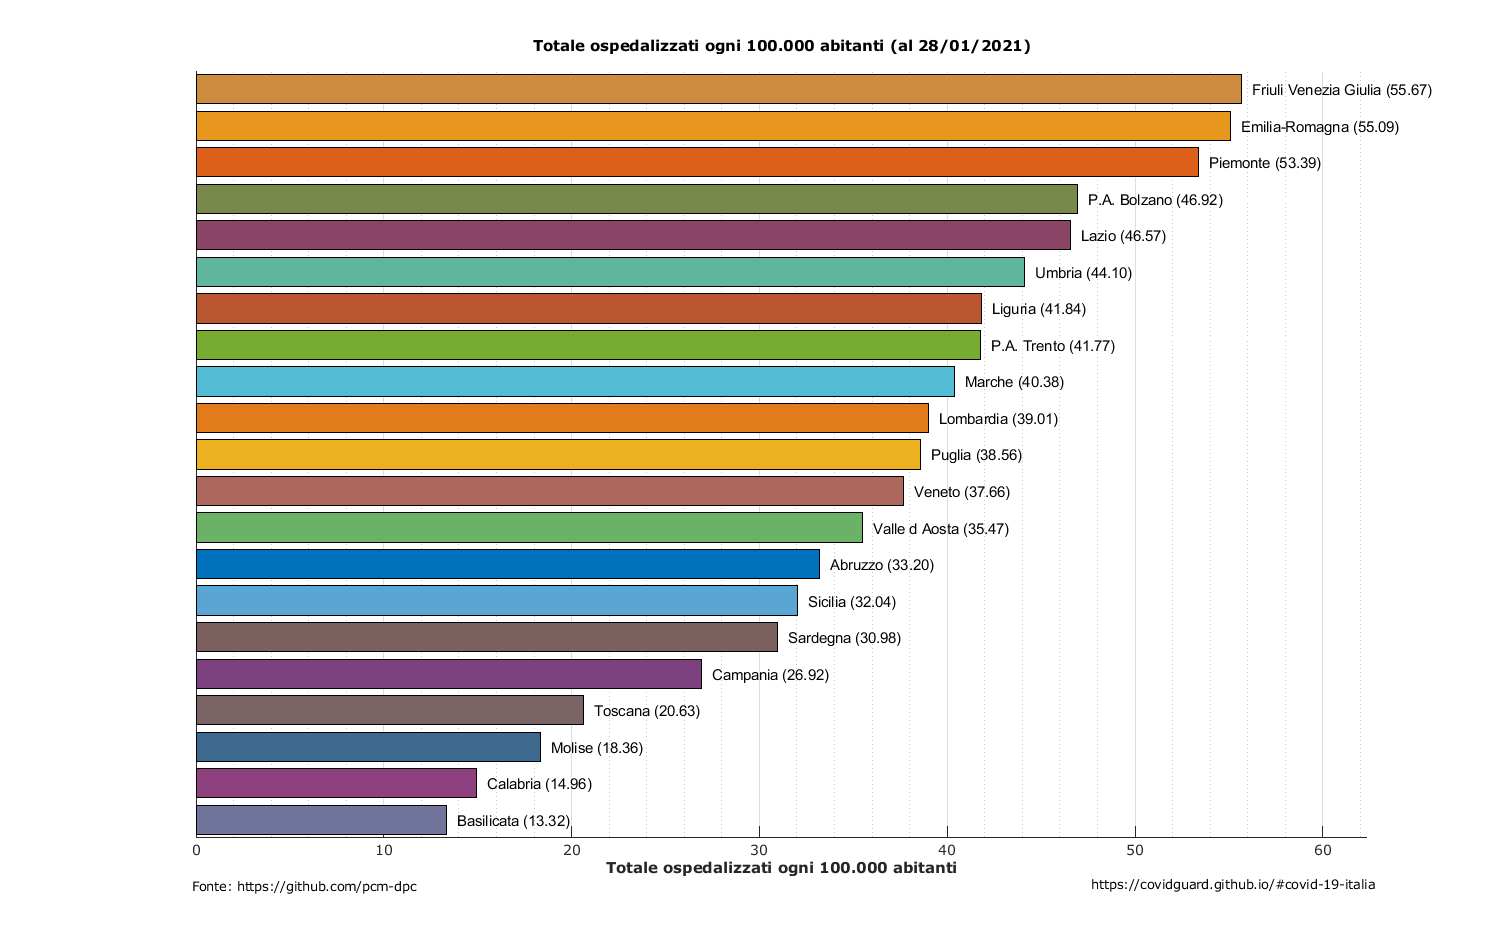 Totale ospedalizzati ogni 100.000 abitanti (al 28/01/2021)
Friuli Venezia Giulia (55.67)
Emilia-Romagna (55.09)
Piemonte (53.39)
P.A. Bolzano (46.92)
Lazio (46.57)
Umbria (44.10)
Liguria (41.84)
P.A. Trento (41.77)
Marche (40.38)
Lombardia (39.01)
Puglia (38.56)
Veneto (37.66)
Valle d Aosta (35.47)
Abruzzo (33.20)
Sicilia (32.04)
Sardegna (30.98)
Campania (26.92)
Toscana (20.63)
Molise (18.36)
Calabria (14.96)
Basilicata (13.32)
0 10 20 30 40 50 60
Totale ospedalizzati ogni 100.000 abitanti
Fonte: https://github.com/pcm-dpc
https://covidguard.github.io/#covid-19-italia